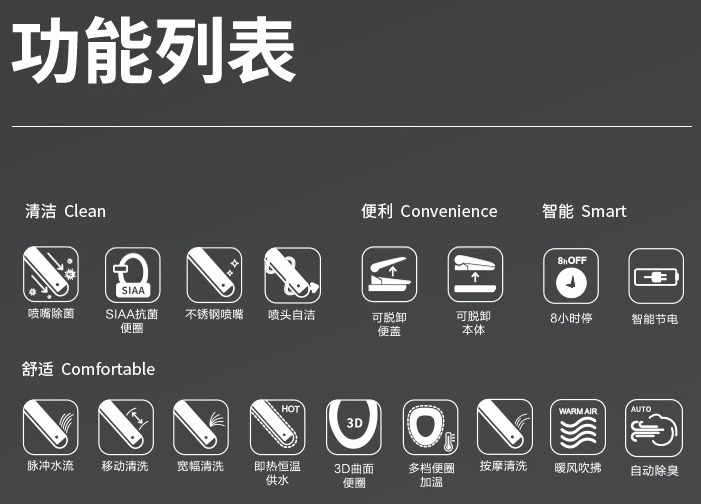 功能列表
清洁 Clean
便利 Convenience
智能 Smart
SIAA
8hOFF
喷嘴除菌
SIAA抗菌
便圈
不锈钢喷嘴
喷头自洁
可脱卸
便盖
可脱卸
本体
8小时停
智能节电
舒适 Comfortable
HOT
3D
WARM AIR
AUTO
脉冲水流
移动清洗
宽幅清洗
即热恒温
供水
3D曲面
便圈
多档便圈
加温
按摩清洗
暖风吹拂
自动除臭